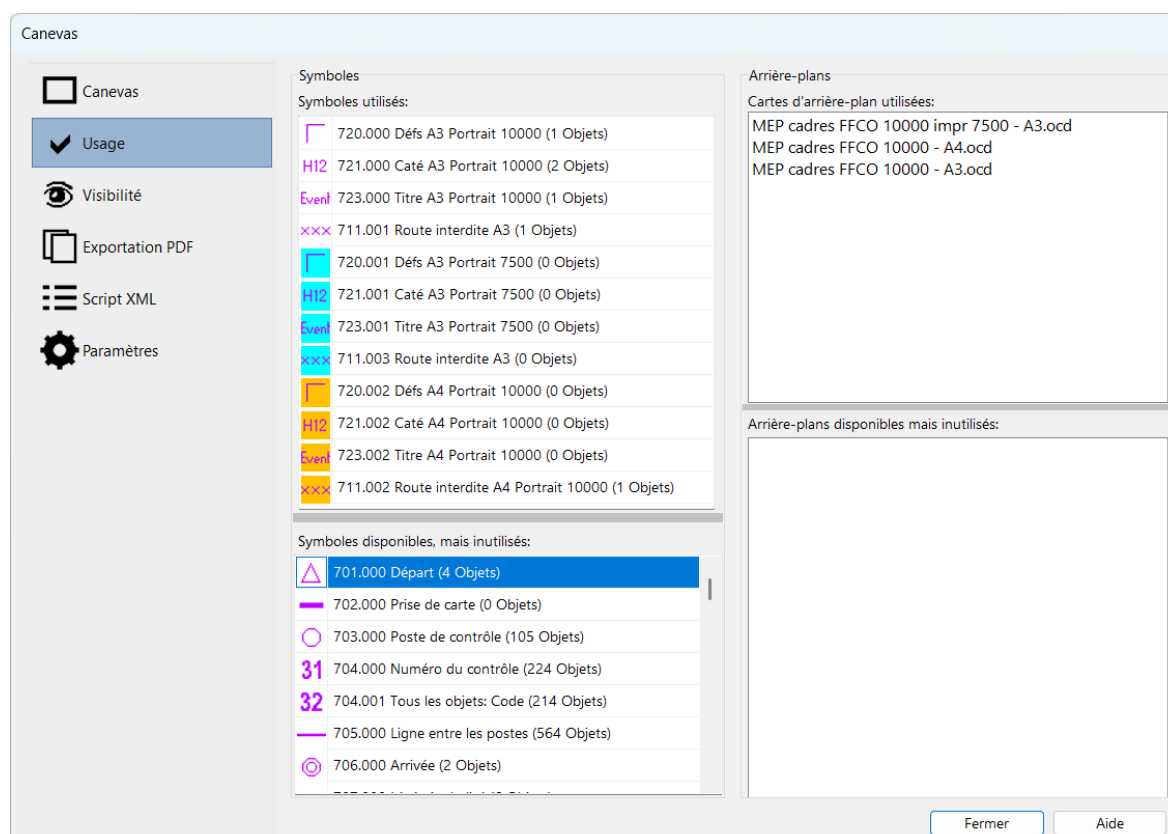 Canevas
Canevas
Usage
Visibilité
Exportation PDF
Script XML
Paramètres
Symboles
Symboles utilisés:
720.000 Défs A3 Portrait 10000 (1 Objets)
H12 721.000 Caté A3 Portrait 10000 (2 Objets)
Evenh 723.000 Titre A3 Portrait 10000 (1 Objets)
××× 711.001 Route interdite A3 (1 Objets)
720.001 Défs A3 Portrait 7500 (0 Objets)
H12 721.001 Caté A3 Portrait 7500 (0 Objets)
Evenh 723.001 Titre A3 Portrait 7500 (0 Objets)
××× 711.003 Route interdite A3 (0 Objets)
720.002 Défs A4 Portrait 10000 (0 Objets)
H12 721.002 Caté A4 Portrait 10000 (0 Objets)
Evenh 723.002 Titre A4 Portrait 10000 (0 Objets)
××× 711.002 Route interdite A4 Portrait 10000 (1 Objets)
Symboles disponibles, mais inutilisés:
701.000 Départ (4 Objets)
702.000 Prise de carte (0 Objets)
703.000 Poste de contrôle (105 Objets)
31 704.000 Numéro du contrôle (224 Objets)
32 704.001 Tous les objets: Code (214 Objets)
705.000 Ligne entre les postes (564 Objets)
706.000 Arrivée (2 Objets)
Arrière-plans
Cartes d'arrière-plan utilisées:
MEP cadres FFCO 10000 impr 7500 - A3.ocd
MEP cadres FFCO 10000 - A4.ocd
MEP cadres FFCO 10000 - A3.ocd
Arrière-plans disponibles mais inutilisés:
Fermer
Aide